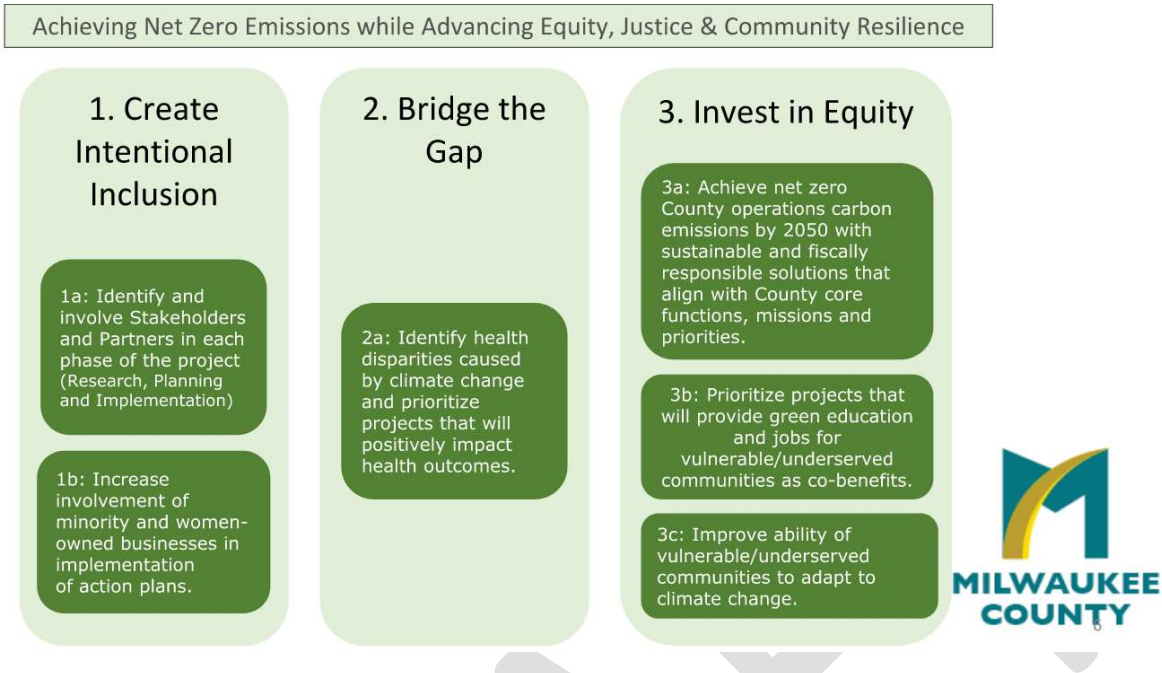 Achieving Net Zero Emissions while Advancing Equity, Justice & Community Resilience
1. Create
Intentional
Inclusion
1a: Identify and
involve Stakeholders
and Partners in each
phase of the project
(Research, Planning
and Implementation)
1b: Increase
involvement of
minority and women-
owned businesses in
implementation
of action plans.
2. Bridge the
Gap
2a: Identify health
disparities caused
by climate change
and prioritize
projects that will
positively impact
health outcomes.
3. Invest in Equity
3a: Achieve net zero
County operations carbon
emissions by 2050 with
sustainable and fiscally
responsible solutions that
align with County core
functions, missions and
priorities.
3b: Prioritize projects that
will provide green education
and jobs for
vulnerable/underserved
communities as co-benefits.
3c: Improve ability of
vulnerable/underserved
communities to adapt to
climate change.
MILWAUKEE
COUNTY
6